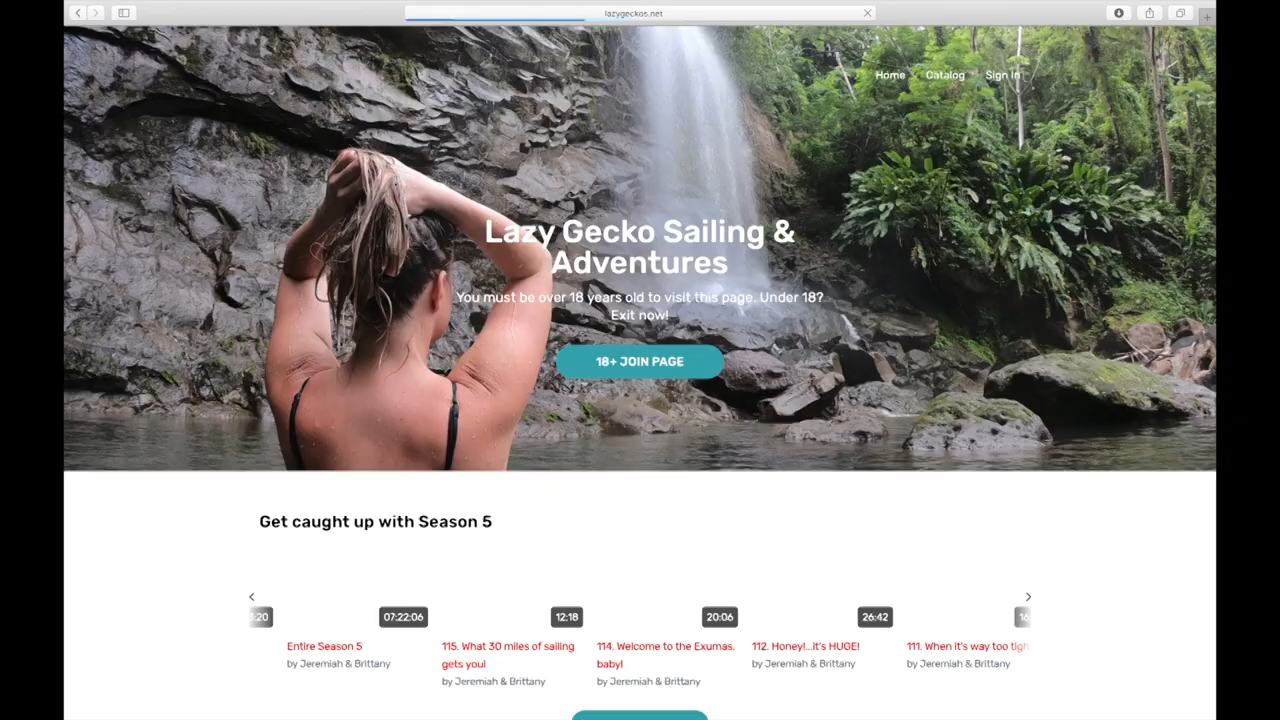 lazygeckos.net
Home Catalog Sign In
Lazy Gecko Sailing &
Adventures
You must be over 18 years old to visit this page. Under 18?
Exit now!
18+ JOIN PAGE
Get caught up with Season 5
:20 07:22:06 12:18 20:06 26:42 16
Entire Season 5
by Jeremiah & Brittany
115. What 30 miles of sailing
gets you!
by Jeremiah & Brittany
114. Welcome to the Exumas,
baby!
by Jeremiah & Brittany
112. Honey!...it's HUGE!
by Jeremiah & Brittany
111. When it's way too tigh
by Jeremiah & Brittany